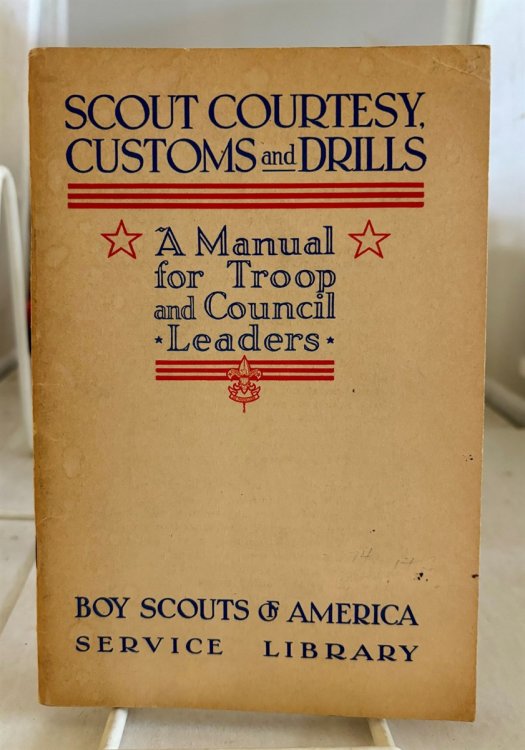 SCOUT COURTESY,
CUSTOMS and DRILLS
A Manual
for Troop
and Council
Leaders
BOY SCOUTS OF AMERICA
SERVICE LIBRARY